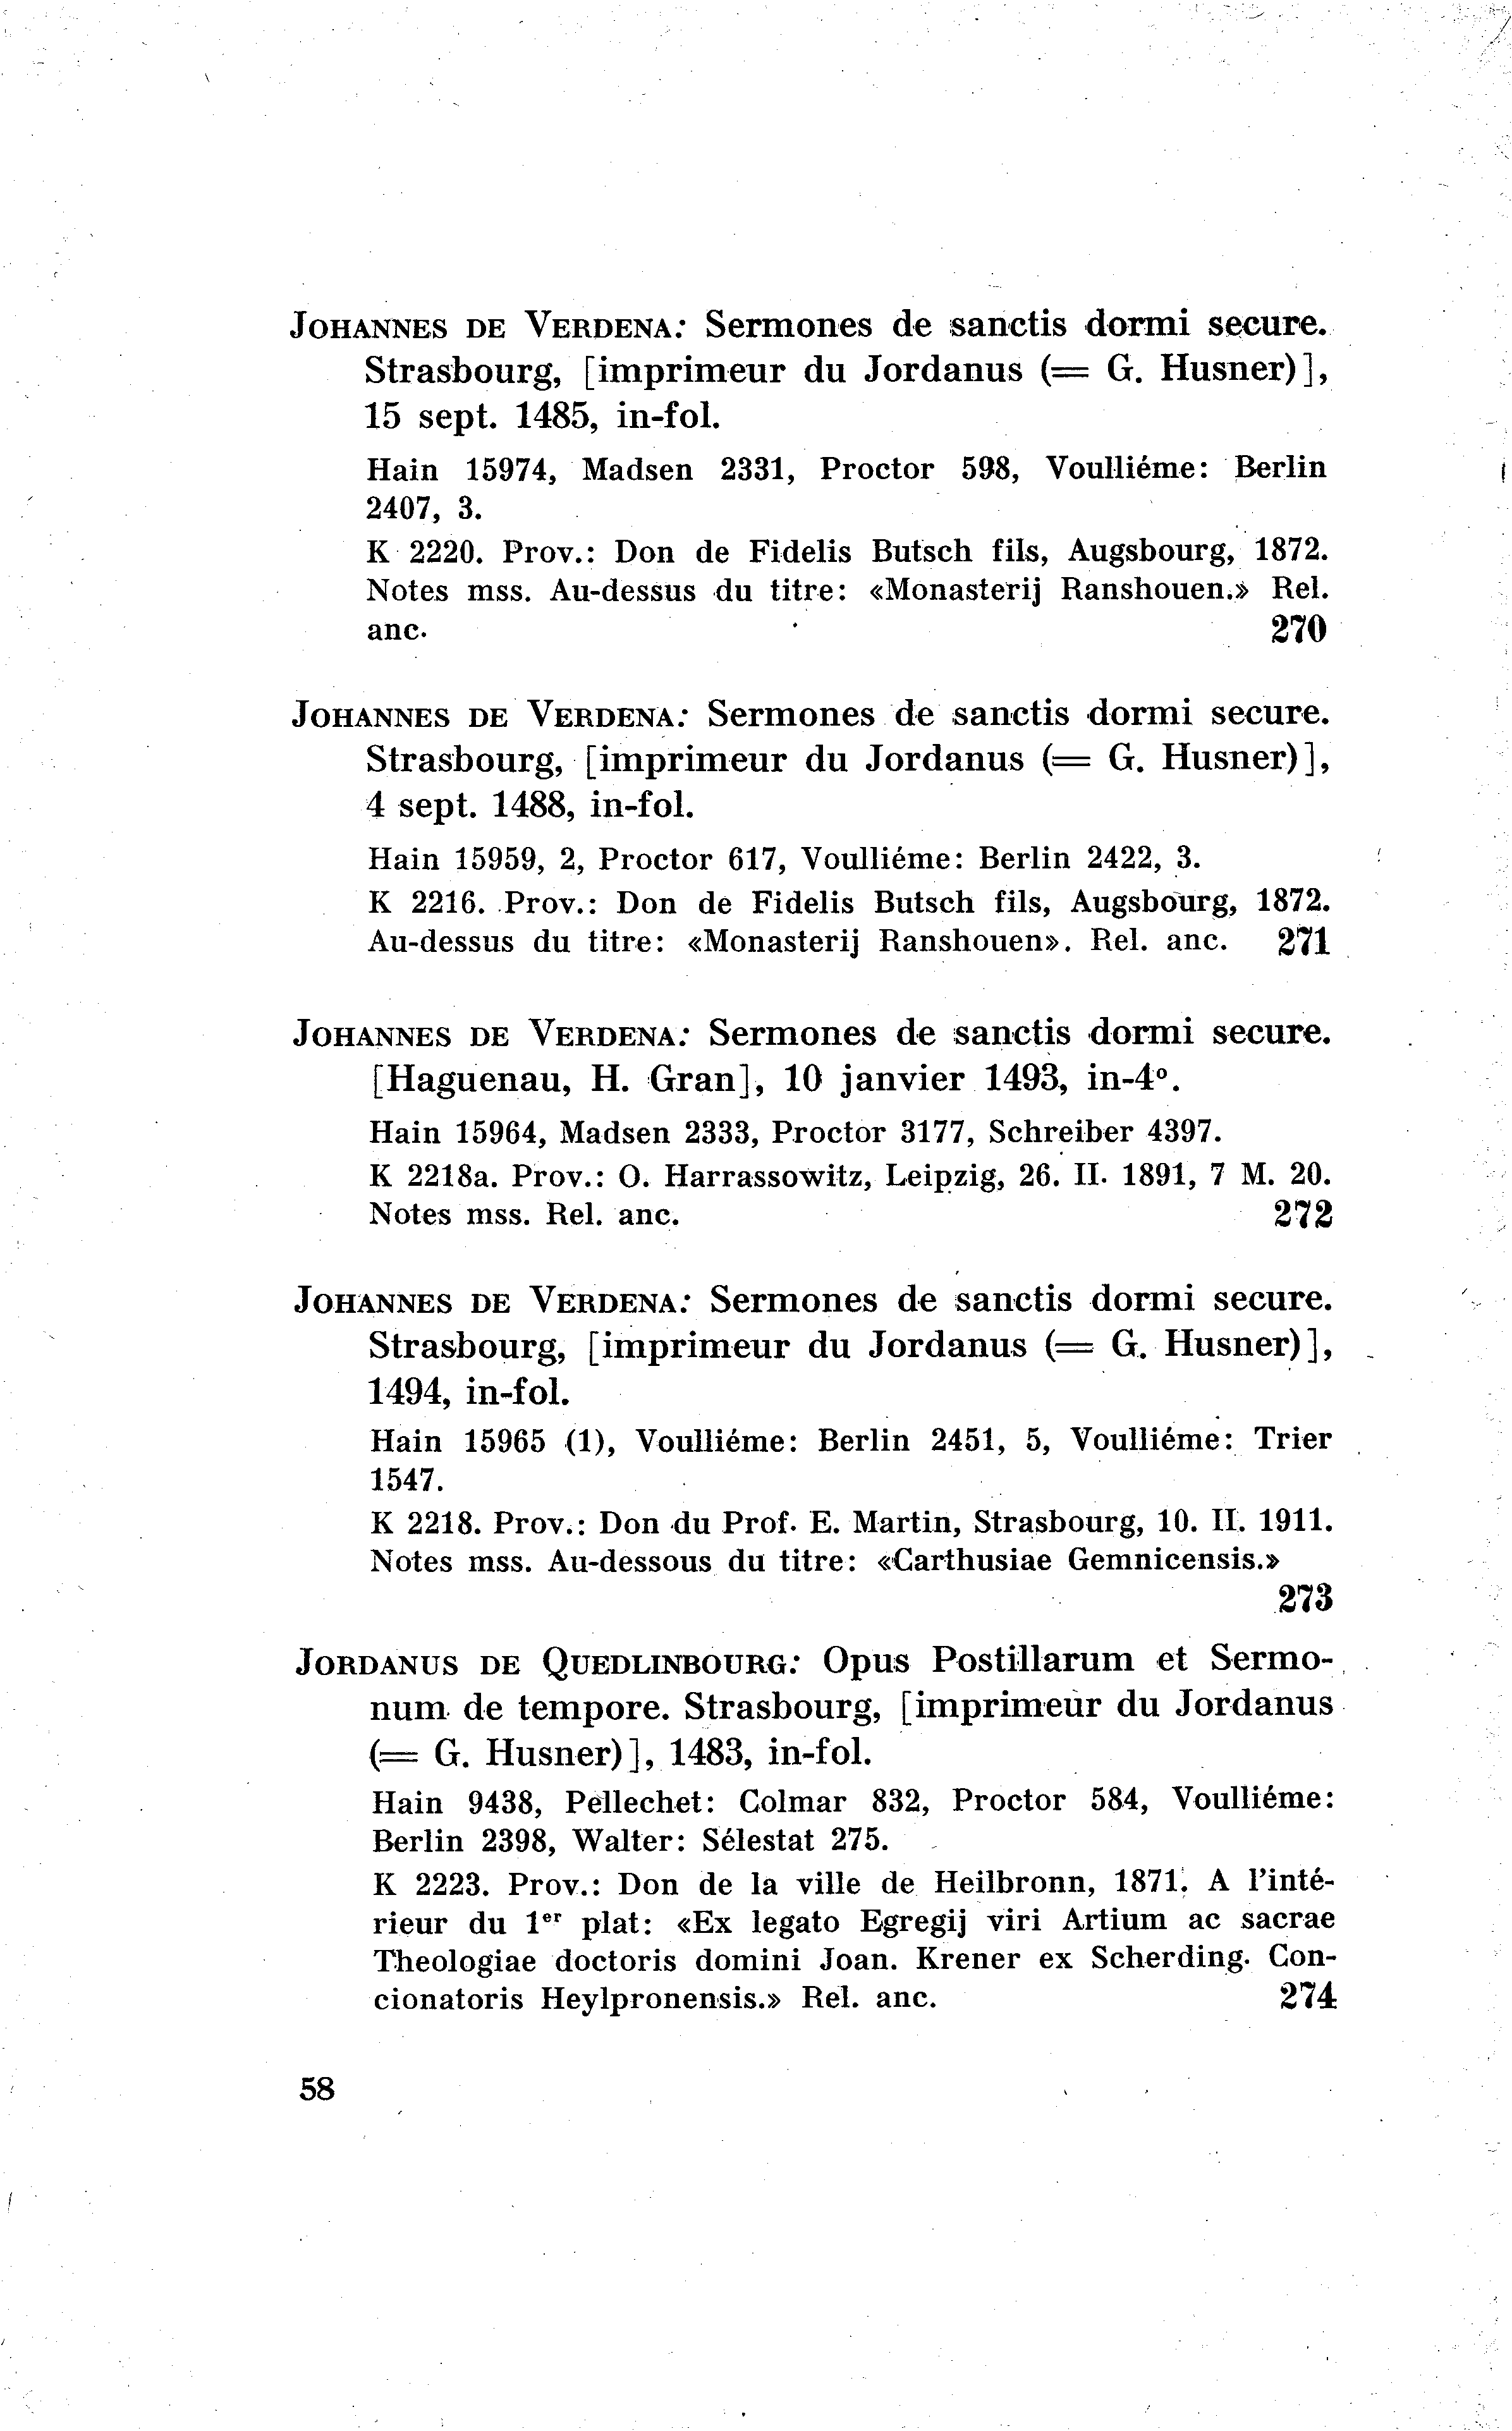 JOHANNES DE VERDENA: Sermones de sanctis dormi secure.
Strasbourg, [imprimeur du Jordanus (= G. Husner)],
15 sept. 1485, in-fol.
Hain 15974, Madsen 2331, Proctor 598, Voulliéme: Berlin
2407, 3.
K 2220. Prov.: Don de Fidelis Butsch fils, Augsbourg, 1872.
Notes mss. Au-dessus du titre: «Monasterij Ranshouen.» Rel.
anc. 270
JOHANNES DE VERDENA: Sermones de sanctis dormi secure.
Strasbourg, [imprimeur du Jordanus (= G. Husner)],
4 sept. 1488, in-fol.
Hain 15959, 2, Proctor 617, Voulliéme: Berlin 2422, 3.
K 2216. Prov.: Don de Fidelis Butsch fils, Augsbourg, 1872.
Au-dessus du titre: «Monasterij Ranshouen». Rel. anc. 271
JOHANNES DE VERDENA: Sermones de sanctis dormi secure.
[Haguenau, H. Gran], 10 janvier 1493, in-4°.
Hain 15964, Madsen 2333, Proctor 3177, Schreiber 4397.
K 2218a. Prov.: O. Harrassowitz, Leipzig, 26. II. 1891, 7 M. 20.
Notes mss. Rel. anc. 272
JOHANNES DE VERDENA: Sermones de sanctis dormi secure.
Strasbourg, [imprimeur du Jordanus (= G. Husner)],
1494, in-fol.
Hain 15965 (1), Voulliéme: Berlin 2451, 5, Voulliéme: Trier
1547.
K 2218. Prov.: Don du Prof. E. Martin, Strasbourg, 10. II. 1911.
Notes mss. Au-dessous du titre: «Carthusiae Gemnicensis.»
273
JORDANUS DE QUEDLINBOURG: Opus Postillarum et Sermo-
num de tempore. Strasbourg, [imprimeur du Jordanus
(= G. Husner)], 1483, in-fol.
Hain 9438, Pellechet: Colmar 832, Proctor 584, Voulliéme:
Berlin 2398, Walter: Sélestat 275.
K 2223. Prov.: Don de la ville de Heilbronn, 1871. A l'inté-
rieur du 1er plat: «Ex legato Egregij viri Artium ac sacrae
Theologiae doctoris domini Joan. Krener ex Scherding. Con-
cionatoris Heylpronensis.» Rel. anc. 274
58